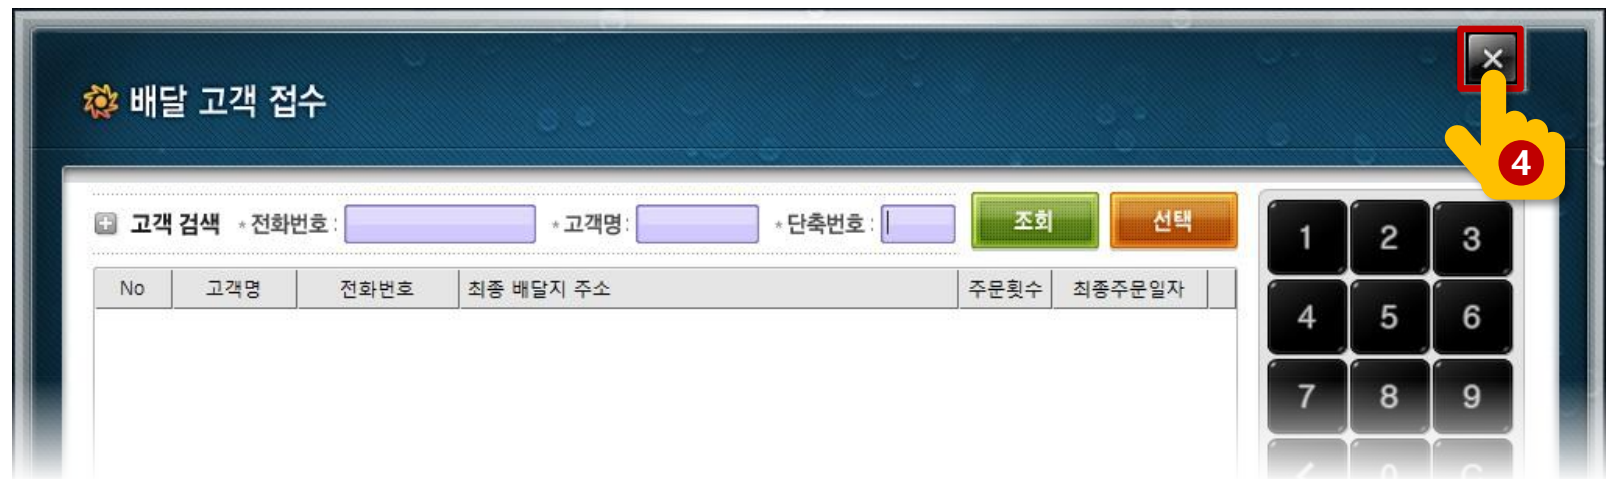 배달 고객 접수
4
고객 검색 * 전화번호 : * 고객명 : * 단축번호 : 조회 선택
No 고객명 전화번호 최종 배달지 주소 주문횟수 최종주문일자
1 2 3
4 5 6
7 8 9
0 C